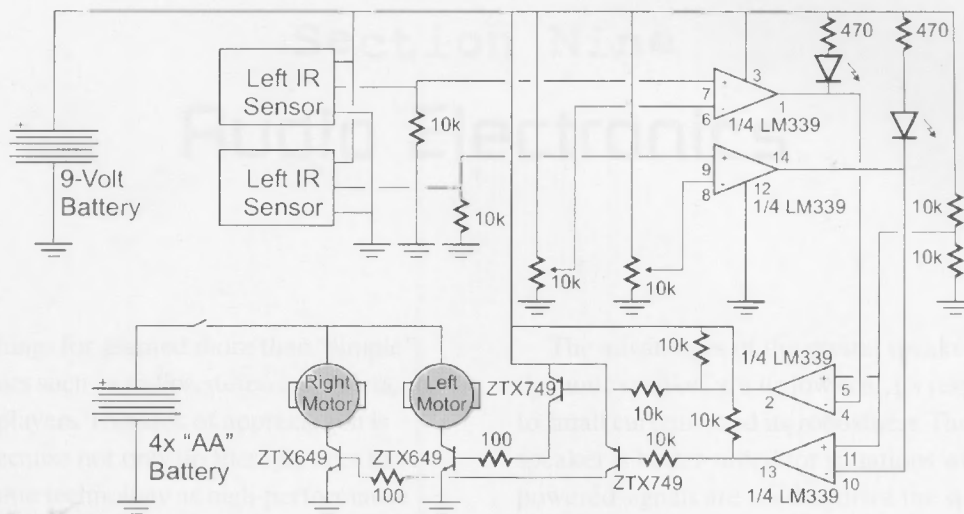 Section Nine
Audio Electronics
470
470
Left IR
Sensor
3
7
6
1
1/4 LM339
10k
9-Volt
Battery
Left IR
Sensor
14
9
8
12
1/4 LM339
10k
10k
10k
10k
10k
10k
1/4 LM339
5
2
4
Right
Motor
Left
Motor
ZTX749
10k
10k
4x "AA"
Battery
ZTX649
ZTX649
100
10k
11
13
10
100
ZTX749
1/4 LM339